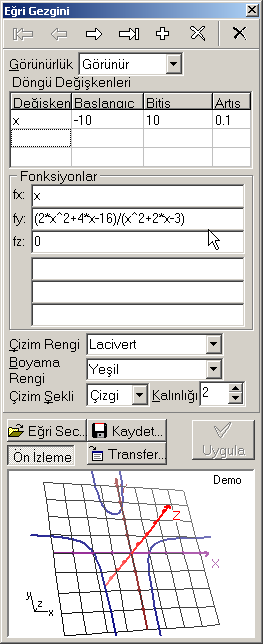 Eğri Gezgini
Görünürlük Görünür
Döngü Değişkenleri
Değişkeni Başlangıç Bitiş Artış
x -10 10 0.1
Fonksiyonlar
fx: x
fy: (2*x^2+4*x-16)/(x^2+2*x-3)
fz: 0
Çizim Rengi Lacivert
Boyama Rengi Yeşil
Çizim Şekli Çizgi Kalınlığı 2
Eğri Seç... Kaydet... Uygula
Ön İzleme Transfer...
Demo
Z
X
y z x